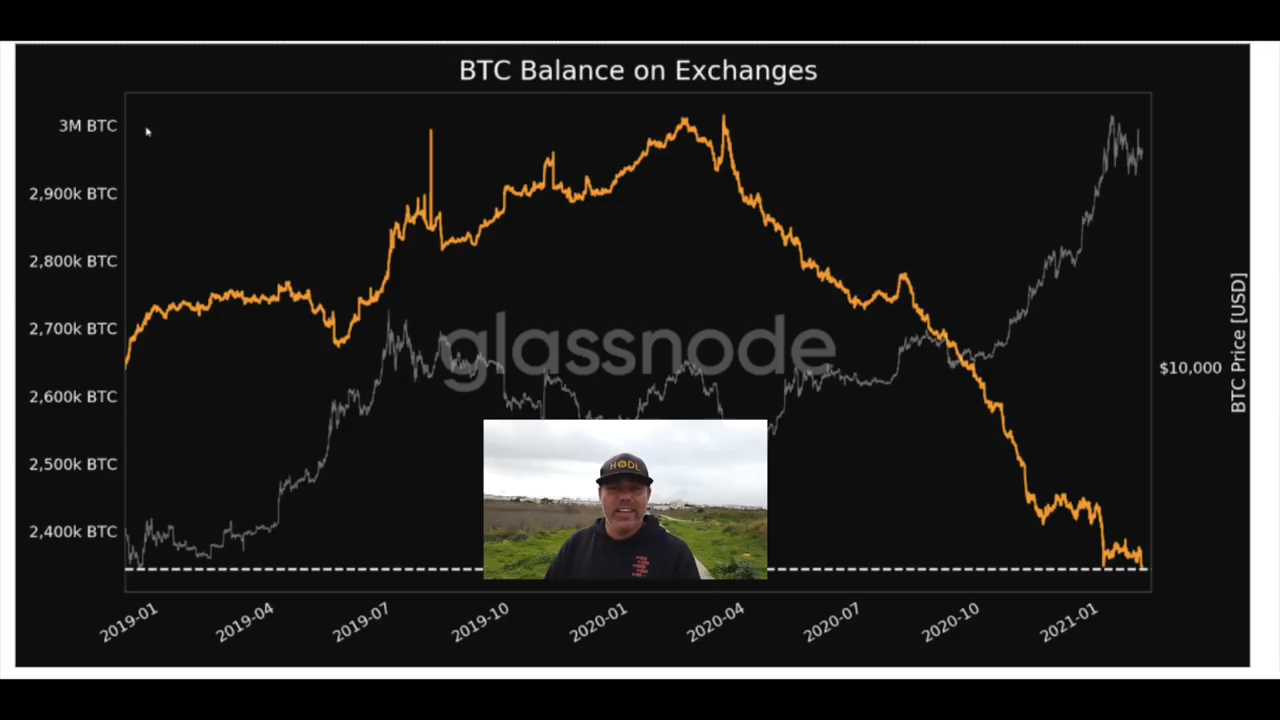 BTC Balance on Exchanges
3M BTC
2,900k BTC
2,800k BTC
2,700k BTC
2,600k BTC
2,500k BTC
2,400k BTC
glassnode
$10,000
BTC Price [USD]
HODL
2019-01
2019-04
2019-07
2019-10
2020-01
2020-04
2020-07
2020-10
2021-01